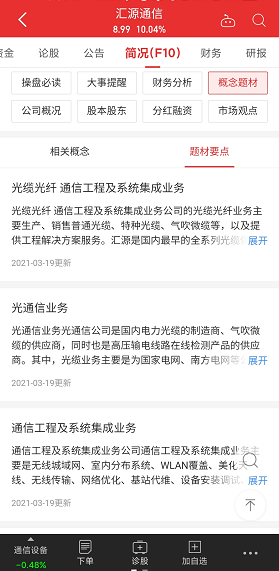 汇源通信
8.99 10.04%
资金 论股 公告 简况(F10) 财务 研报
操盘必读 大事提醒 财务分析 概念题材
公司概况 股本股东 分红融资 市场观点
相关概念 题材要点
光缆光纤 通信工程及系统集成业务
光缆光纤 通信工程及系统集成业务公司的光缆光纤业务主
要生产、销售普通光缆、特种光缆、气吹微缆等，以及提
供工程解决方案服务。汇源是国内最早的全系列光缆 展开
2021-03-19更新
光通信业务
光通信业务光通信公司是国内电力光缆的制造商、气吹微
缆的供应商，同时也是高压输电线路在线检测产品的供应
商。其中，光缆业务主要是为国家电网、南方电网等 展开
2021-03-19更新
通信工程及系统集成业务
通信工程及系统集成业务公司通信工程及系统集成业务主
要是无线城域网、室内分布系统、WLAN覆盖、美化天
线、无线传输、网络优化、基站代维、设备安装调试 展开
2021-03-19更新
通信设备
-0.48%
下单 诊股 加自选